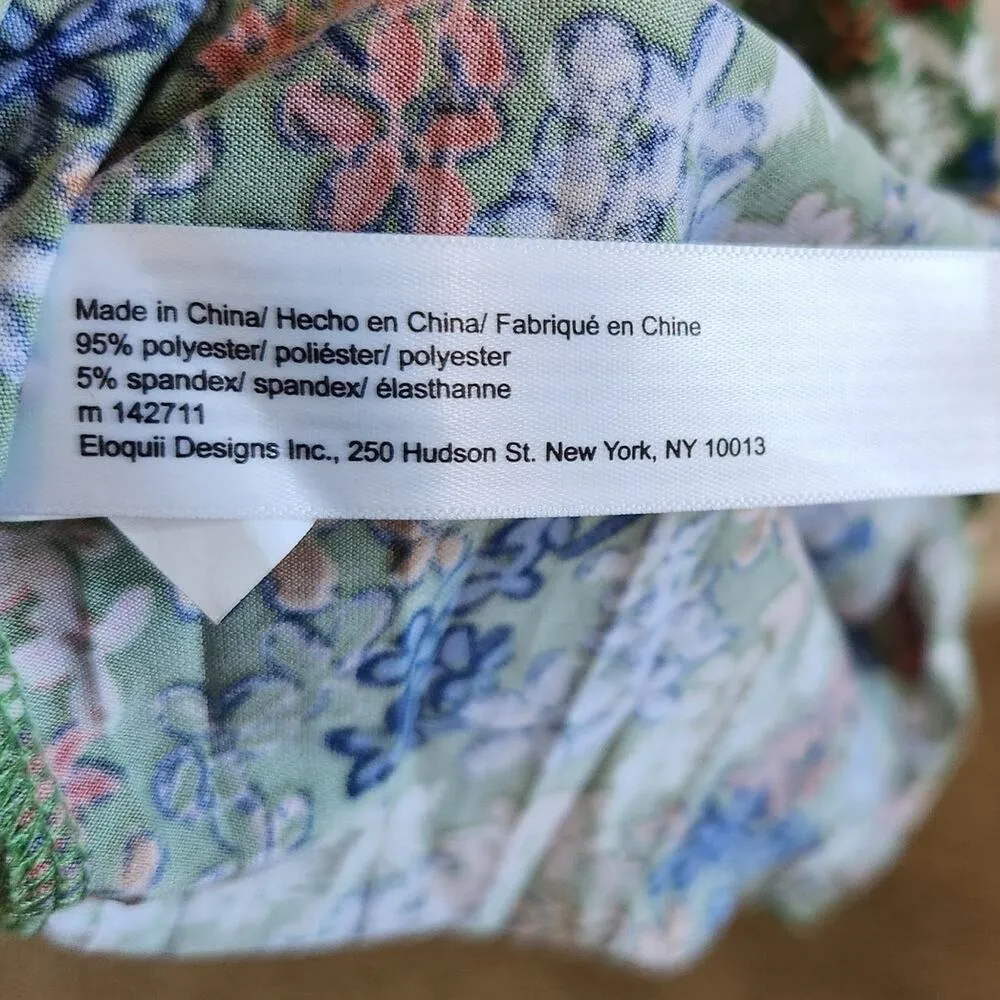 Made in China/ Hecho en China/ Fabriqué en Chine
95% polyester/ poliéster/ polyester
5% spandex/ spandex/ élasthanne
m 142711
Eloquii Designs Inc., 250 Hudson St. New York, NY 10013